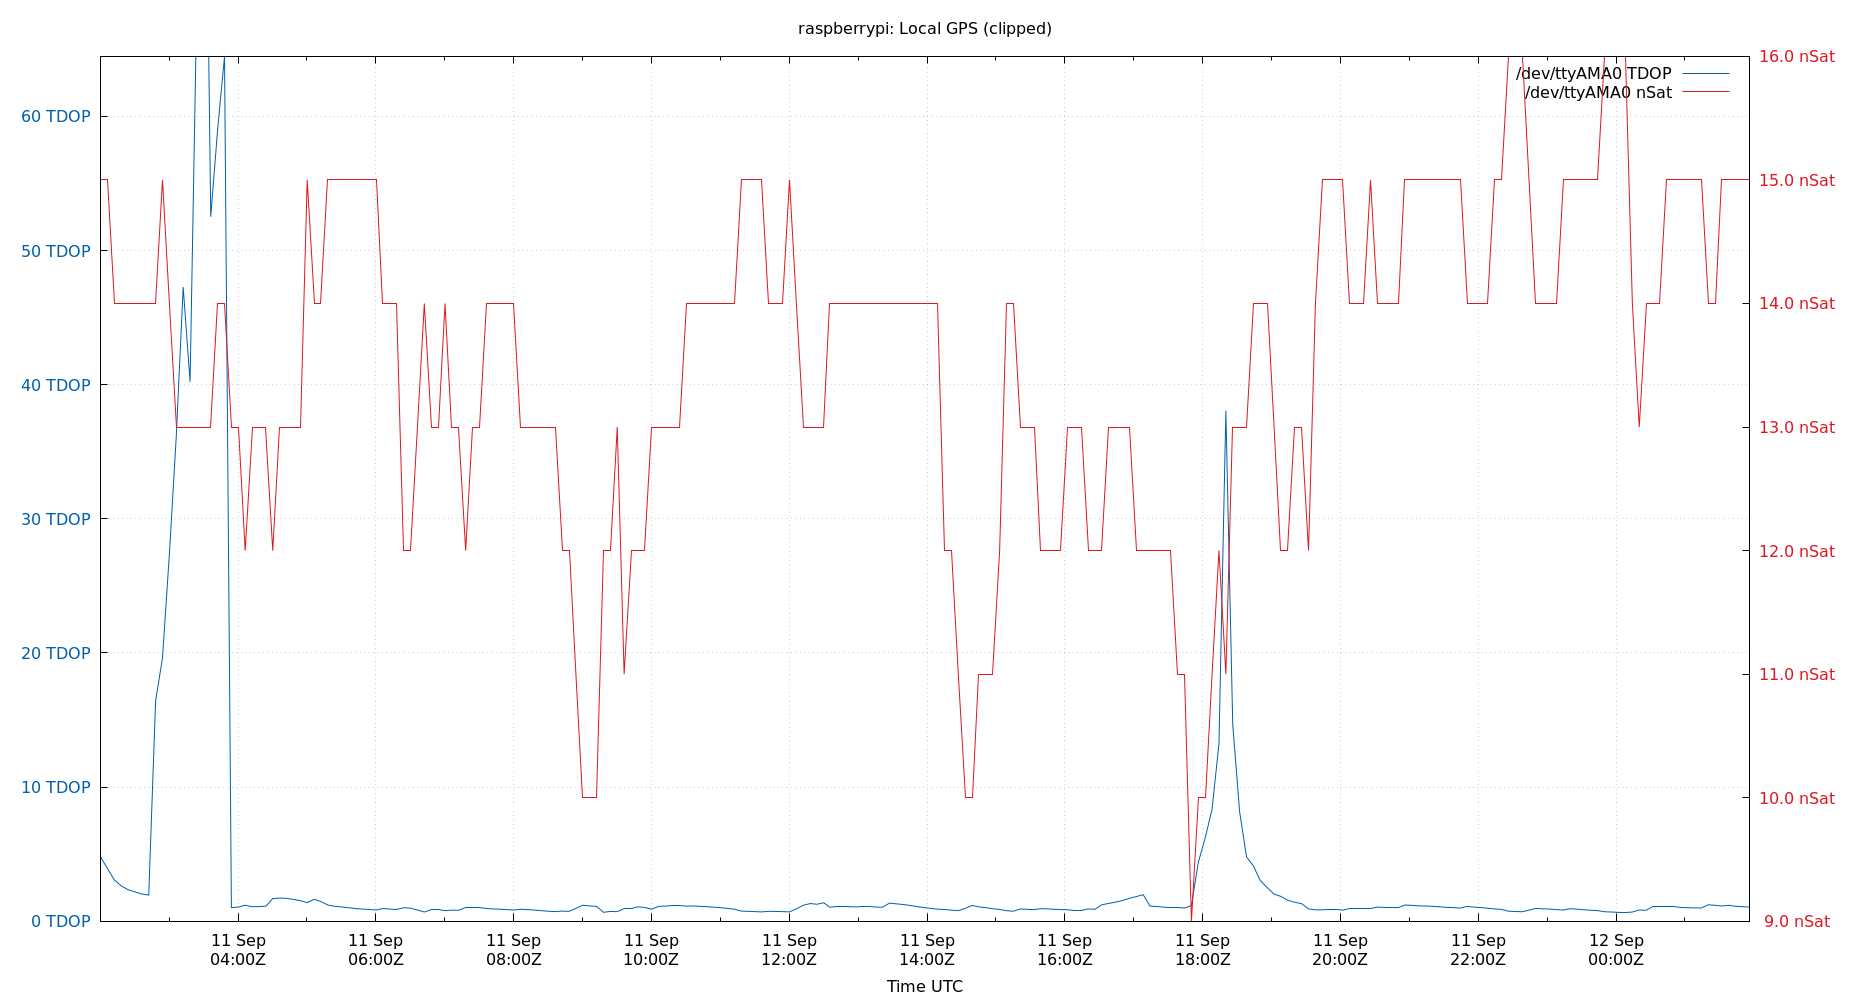 raspberrypi: Local GPS (clipped)
/dev/ttyAMA0 TDOP
/dev/ttyAMA0 nSat
60 TDOP
50 TDOP
40 TDOP
30 TDOP
20 TDOP
10 TDOP
0 TDOP
16.0 nSat
15.0 nSat
14.0 nSat
13.0 nSat
12.0 nSat
11.0 nSat
10.0 nSat
9.0 nSat
11 Sep
04:00Z
11 Sep
06:00Z
11 Sep
08:00Z
11 Sep
10:00Z
11 Sep
12:00Z
11 Sep
14:00Z
11 Sep
16:00Z
11 Sep
18:00Z
11 Sep
20:00Z
11 Sep
22:00Z
12 Sep
00:00Z
Time UTC